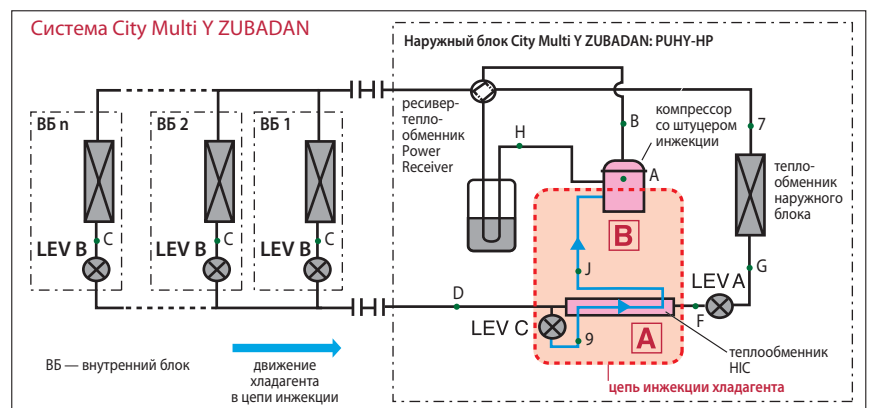 Система City Multi Y ZUBADAN
Наружный блок City Multi Y ZUBADAN: PUHY-HP
ВБ n
ВБ 2
ВБ 1
ресивер-
тепло-
обменник
Power
Receiver
H
B
компрессор
со штуцером
инекции
A
7
тепло-
обменник
наружного
блока
B
LEV B
C
LEV B
C
LEV B
C
J
G
LEV A
D
F
LEV C
9
A
теплообменник
HIC
ВБ — внутренний блок
движение
хладагента
в цепи инжекции
цепь инжекции хладагента